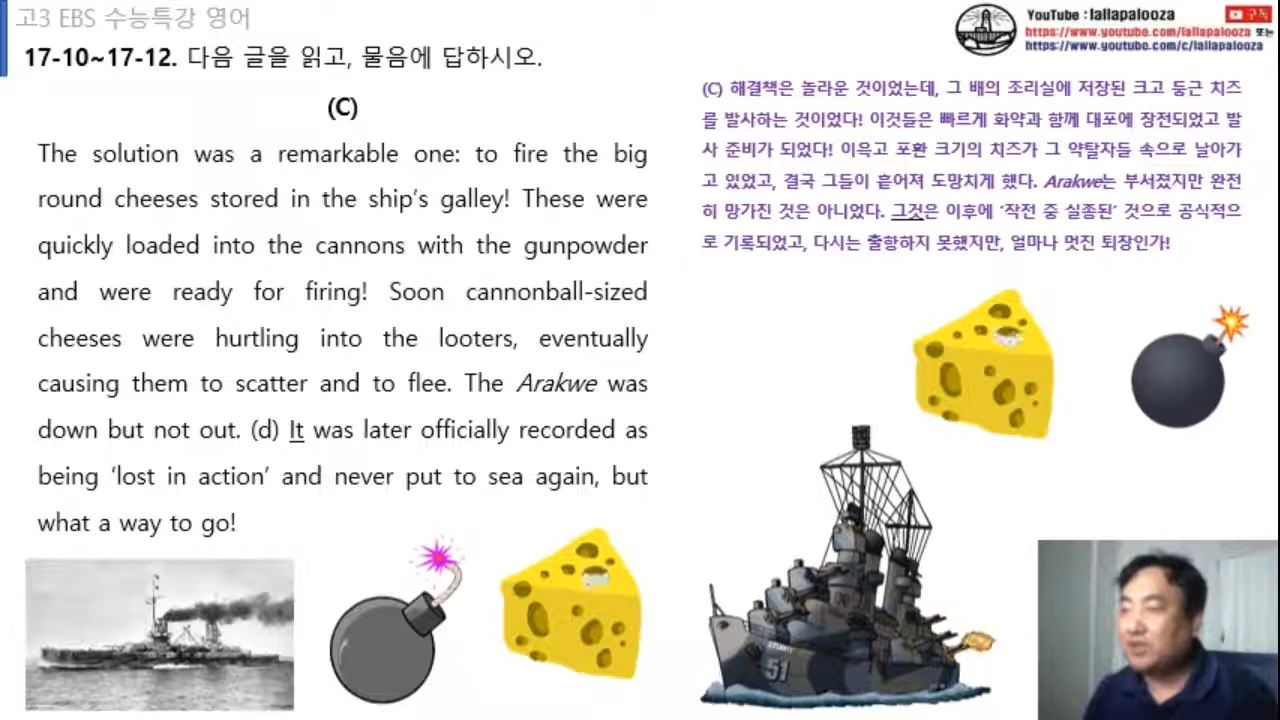 고3 EBS 수능특강 영어
17-10~17-12. 다음 글을 읽고, 물음에 답하시오.
YouTube : lallapalooza
구독
https://www.youtube.com/lallapalooza 또는
https://www.youtube.com/c/lallapalooza
(C)
The solution was a remarkable one: to fire the big
round cheeses stored in the ship's galley! These were
quickly loaded into the cannons with the gunpowder
and were ready for firing! Soon cannonball-sized
cheeses were hurtling into the looters, eventually
causing them to scatter and to flee. The Arakwe was
down but not out. (d) It was later officially recorded as
being ‘lost in action’ and never put to sea again, but
what a way to go!
(C) 해결책은 놀라운 것이었는데, 그 배의 조리실에 저장된 크고 둥근 치즈
를 발사하는 것이었다! 이것들은 빠르게 화약과 함께 대포에 장전되었고 발
사 준비가 되었다! 이윽고 포환 크기의 치즈가 그 약탈자들 속으로 날아가
고 있었고, 결국 그들이 흩어져 도망치게 했다. Arakwe는 부서졌지만 완전
히 망가진 것은 아니었다. 그것은 이후에 ‘작전 중 실종된’ 것으로 공식적으
로 기록되었고, 다시는 출항하지 못했지만, 얼마나 멋진 퇴장인가!
51